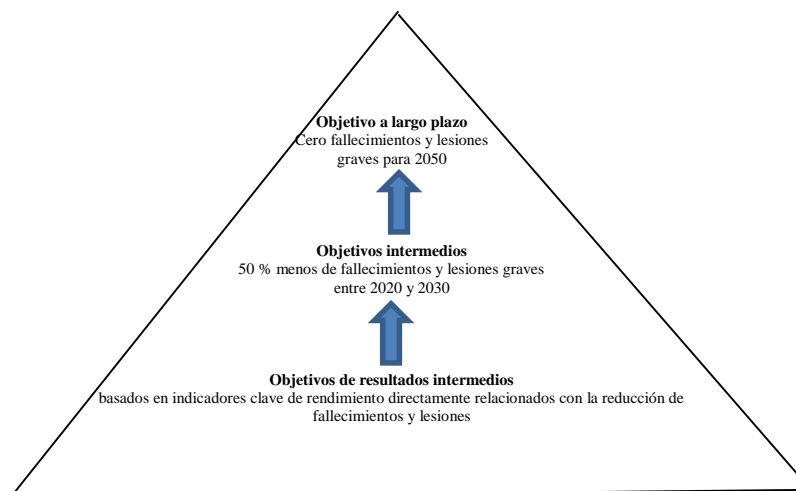 Objetivo a largo plazo
Cero fallecimientos y lesiones
graves para 2050
Objetivos intermedios
50 % menos de fallecimientos y lesiones graves
entre 2020 y 2030
Objetivos de resultados intermedios
basados en indicadores clave de rendimiento directamente relacionados con la reducción de
fallecimientos y lesiones